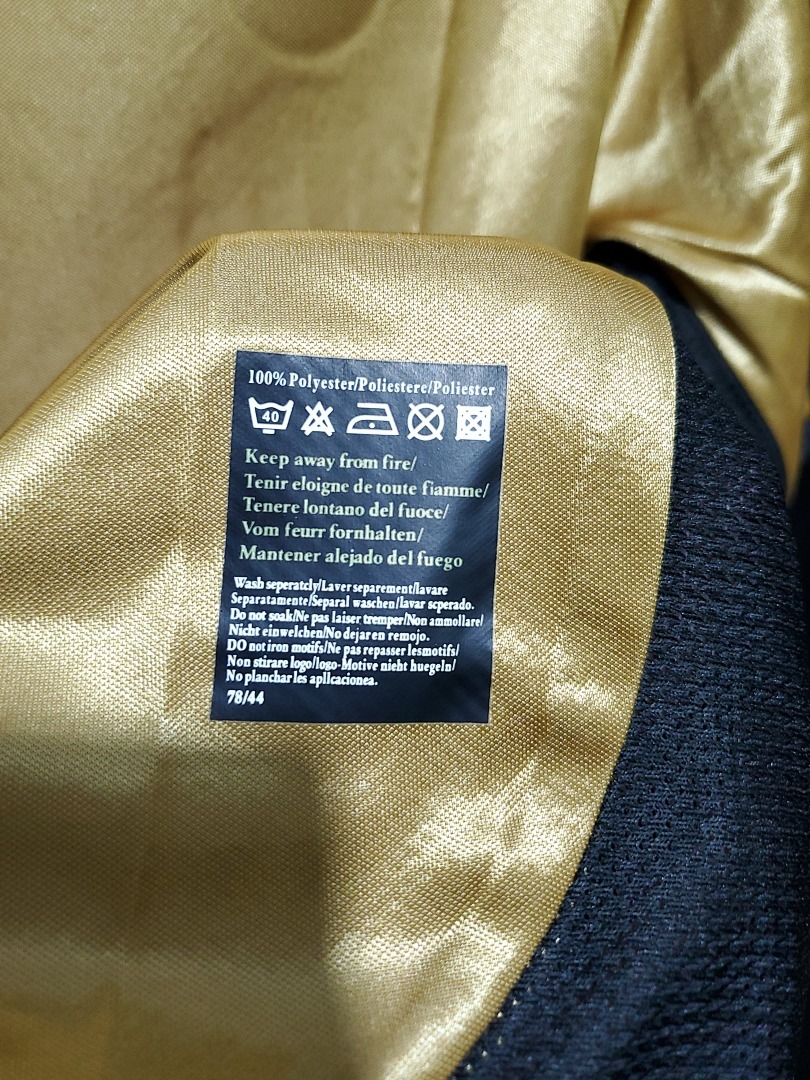 100% Polyester/Poliestere/Poliester
40
Keep away from fire/
Tenir eloigne de toute fiamme/
Tenere lontano del fuoce/
Vom feurr fornhalten/
Mantener alejado del fuego
Wash seperatcly/Laver separement/lavare
Separatamente/Separal waschen/lavar scperado.
Do not soak/Ne pas laiser tremper/Non ammollare/
Nicht einwelchen/No dejaren remojo.
DO not iron motifs/Ne pas repasser lesmotifs/
Non stirare logo/logo-Motive nieht huegeln/
No planchar les apllcacionea.
78/44